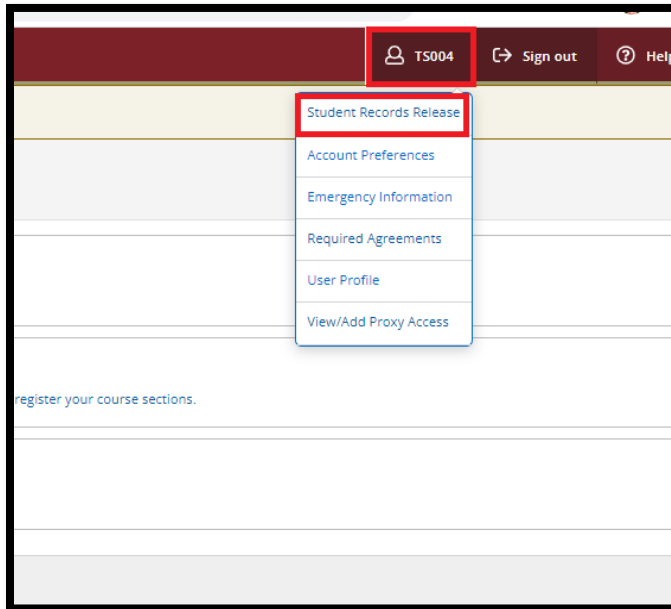 TS004 Sign out Help
Student Records Release
Account Preferences
Emergency Information
Required Agreements
User Profile
View/Add Proxy Access
register your course sections.